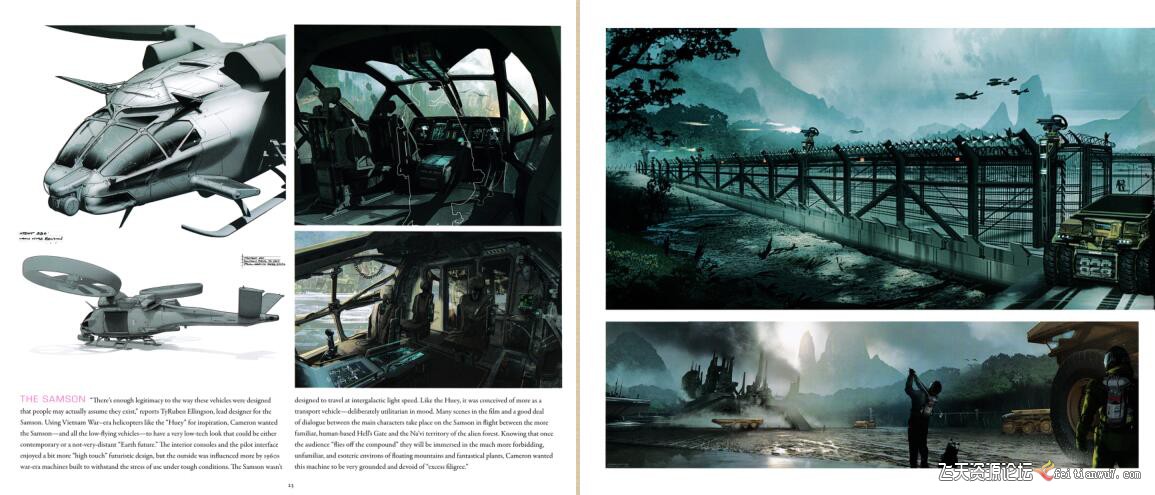 THE SAMSON "There's enough legitimacy to the way these vehicles were designed
that people may actually assume they exist," reports TyRuben Ellingson, lead designer for the
Samson. Using Vietnam War–era helicopters like the "Huey" for inspiration, Cameron wanted
the Samson—and all the low-flying vehicles—to have a very low-tech look that could be either
contemporary or a not-very-distant "Earth future." The interior consoles and the pilot interface
enjoyed a bit more "high touch" futuristic design, but the outside was influenced more by 1960s
war-era machines built to withstand the stress of use under tough conditions. The Samson wasn't
designed to travel at intergalactic light speed. Like the Huey, it was conceived of more as a
transport vehicle—deliberately utilitarian in mood. Many scenes in the film and a good deal
of dialogue between the main characters take place on the Samson in flight between the more
familiar, human-based Hell's Gate and the Na'vi territory of the alien forest. Knowing that once
the audience "flies off the compound" they will be immersed in the much more forbidding,
unfamiliar, and esoteric environs of floating mountains and fantastical plants, Cameron wanted
this machine to be very grounded and devoid of "excess filigree."
23
飞天资源论坛 feitianwu7.com